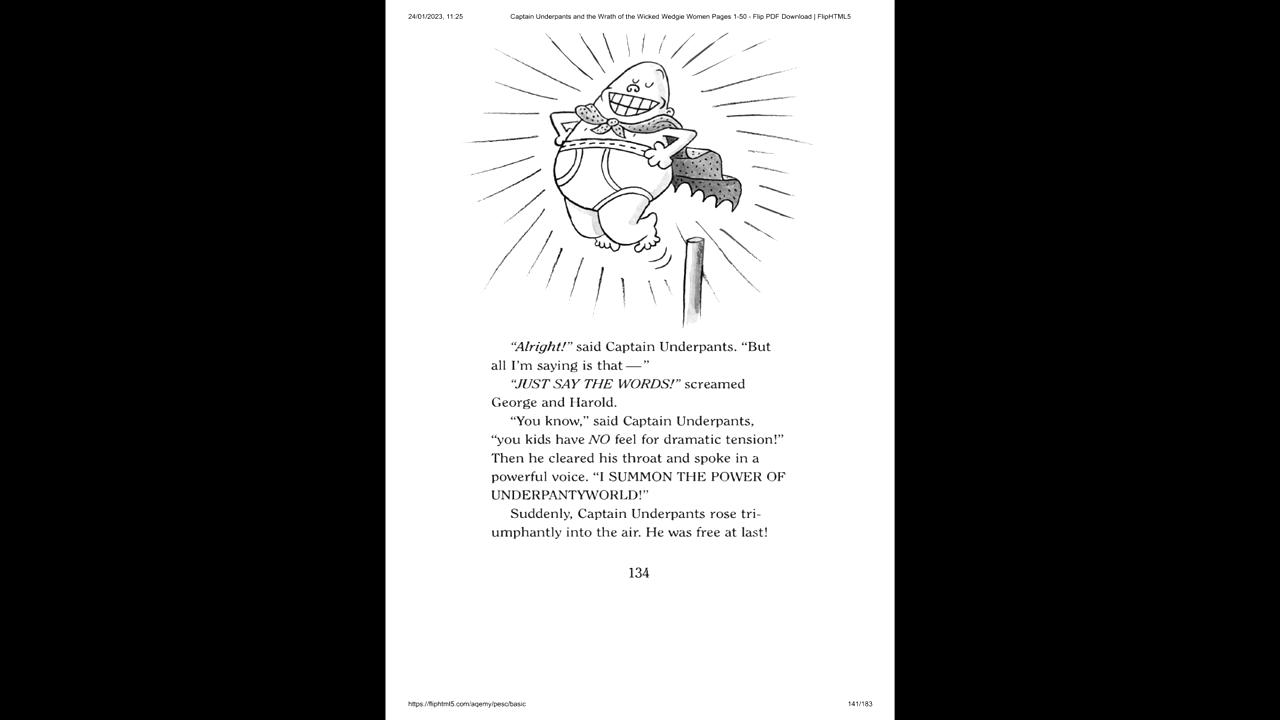 24/01/2023, 11:25
Captain Underpants and the Wrath of the Wicked Wedgie Women Pages 1-50 - Flip PDF Download | FlipHTML5
“Alright!” said Captain Underpants. “But
all I’m saying is that — ”
“JUST SAY THE WORDS!” screamed
George and Harold.
“You know,” said Captain Underpants,
“you kids have NO feel for dramatic tension!”
Then he cleared his throat and spoke in a
powerful voice. “I SUMMON THE POWER OF
UNDERPANTYWORLD!”
Suddenly, Captain Underpants rose tri-
umphantly into the air. He was free at last!
134
https://fliphtml5.com/aqemy/pesc/basic
141/183